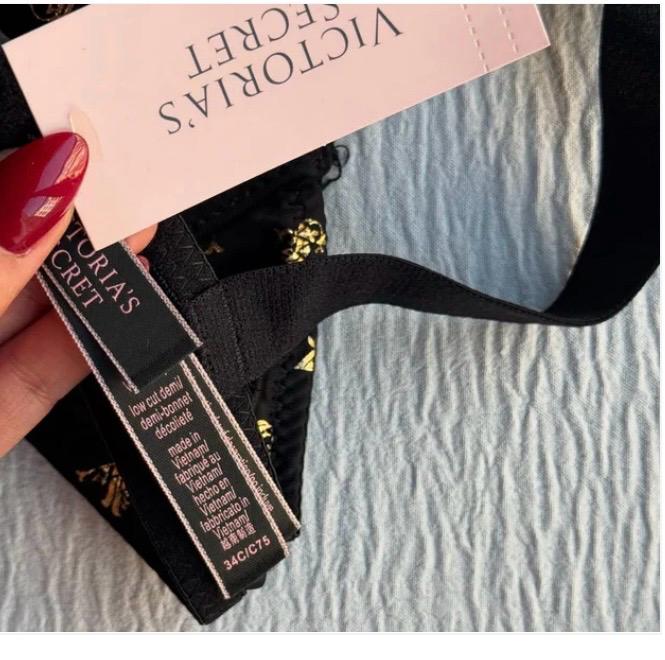 VICTORIA'S
SECRET
VICTORIA'S
SECRET
low cut demi/
demi-bonnet
décolleté
made in
Vietnam/
fabriqué au
Vietnam/
hecho en
Vietnam/
fabbricato in
Vietnam/
越南製造
34C/C75